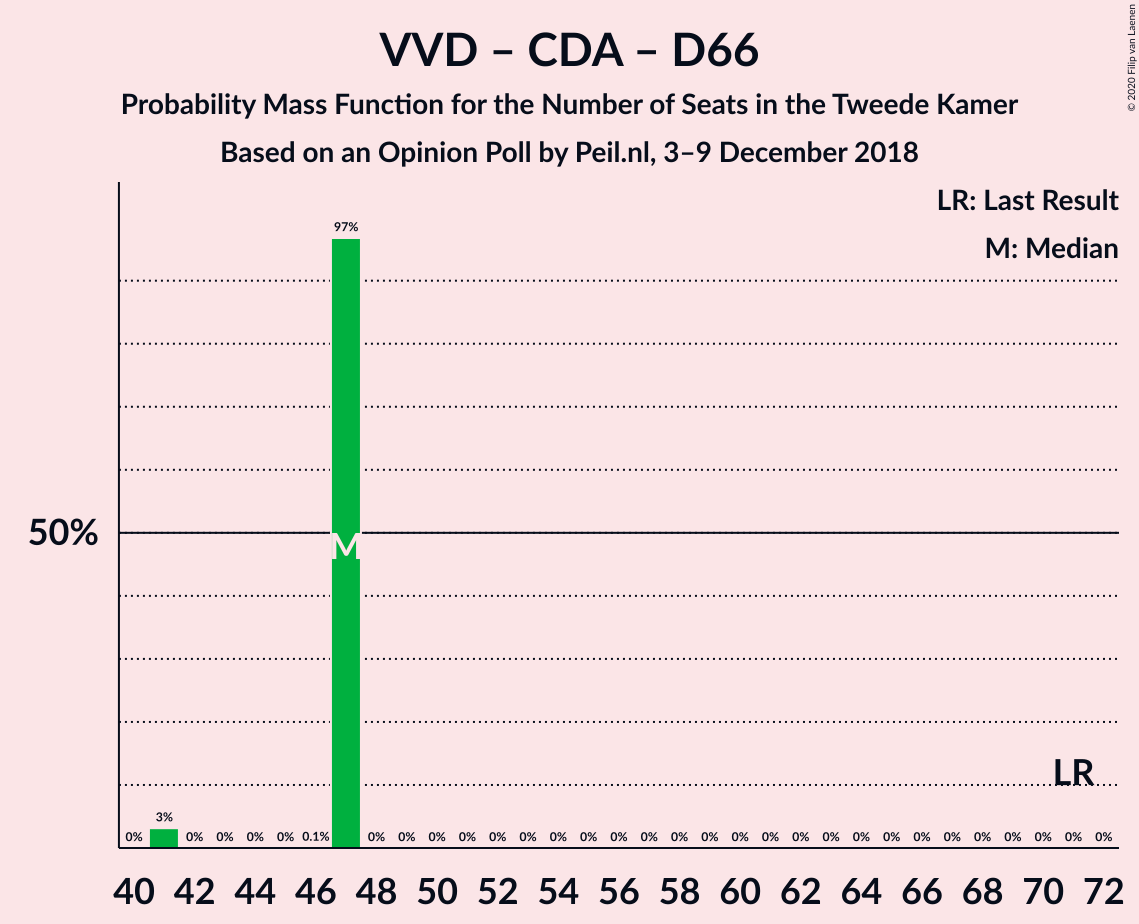 VVD – CDA – D66
Probability Mass Function for the Number of Seats in the Tweede Kamer
Based on an Opinion Poll by Peil.nl, 3–9 December 2018
© 2020 Filip van Laenen
LR: Last Result
M: Median
97%
50%
M
LR
3%
0% 0% 0% 0% 0% 0.1% 0% 0% 0% 0% 0% 0% 0% 0% 0% 0% 0% 0% 0% 0% 0% 0% 0% 0% 0% 0% 0% 0% 0% 0% 0%
40 42 44 46 48 50 52 54 56 58 60 62 64 66 68 70 72